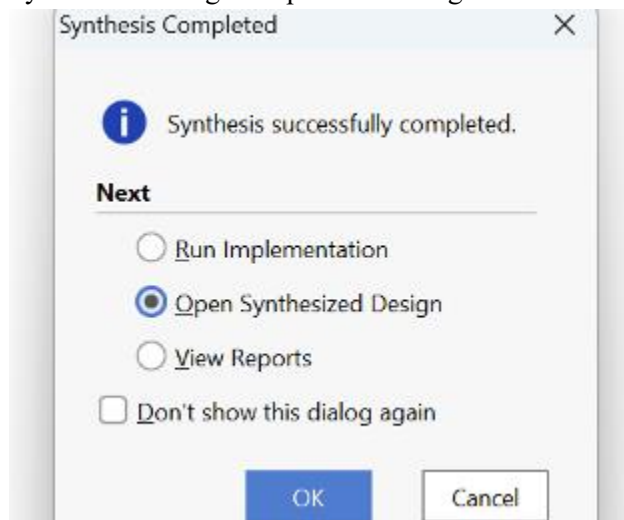 Synthesis Completed
Synthesis successfully completed.
Next
Run Implementation
Open Synthesized Design
View Reports
Don't show this dialog again
OK Cancel